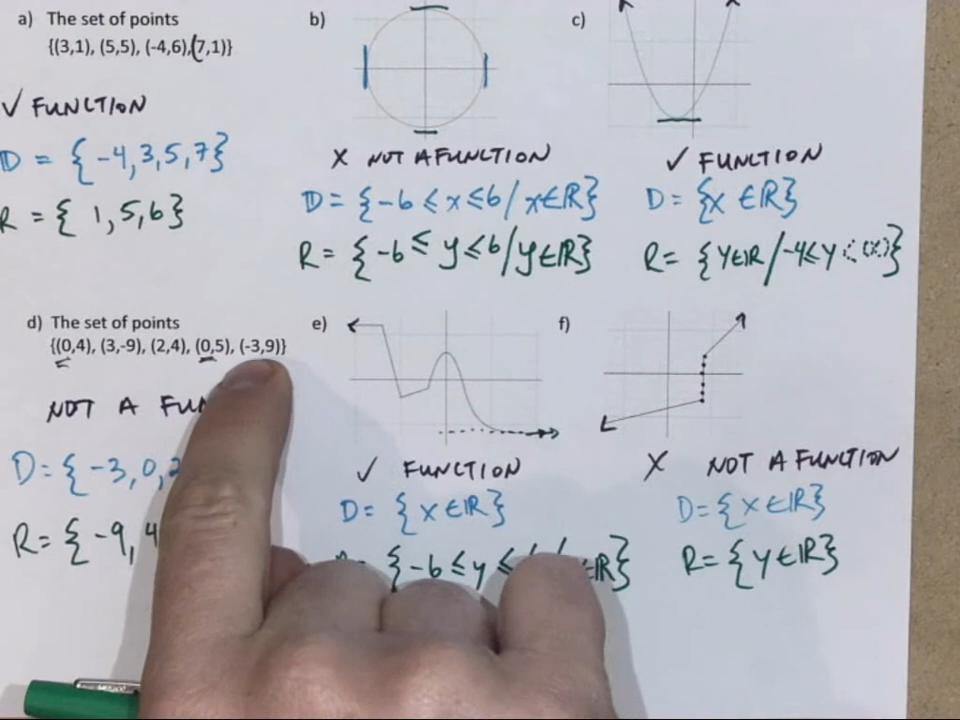 a) The set of points
{(3,1), (5,5), (-4,6),(7,1)}
✓ FUNCTION
D = {-4,3,5,7}
R = { 1,5,6}
b)
X NOT A FUNCTION
D = {-6 ≤ x ≤ 6 / x∈ℝ}
R = {-6 ≤ y ≤ 6 / y∈ℝ}
c)
✓ FUNCTION
D = {x ∈ℝ}
R = {y∈ℝ / -4 ≤ y
d) The set of points
{(0,4), (3,-9), (2,4), (0,5), (-3,9)}
NOT A
D = {-3,0,
R = {-9, 4
e)
✓ FUNCTION
D = {x ∈ℝ}
{-6 ≤ y ≤
f)
X NOT A FUNCTION
D = {x ∈ℝ}
R = {y ∈ℝ}